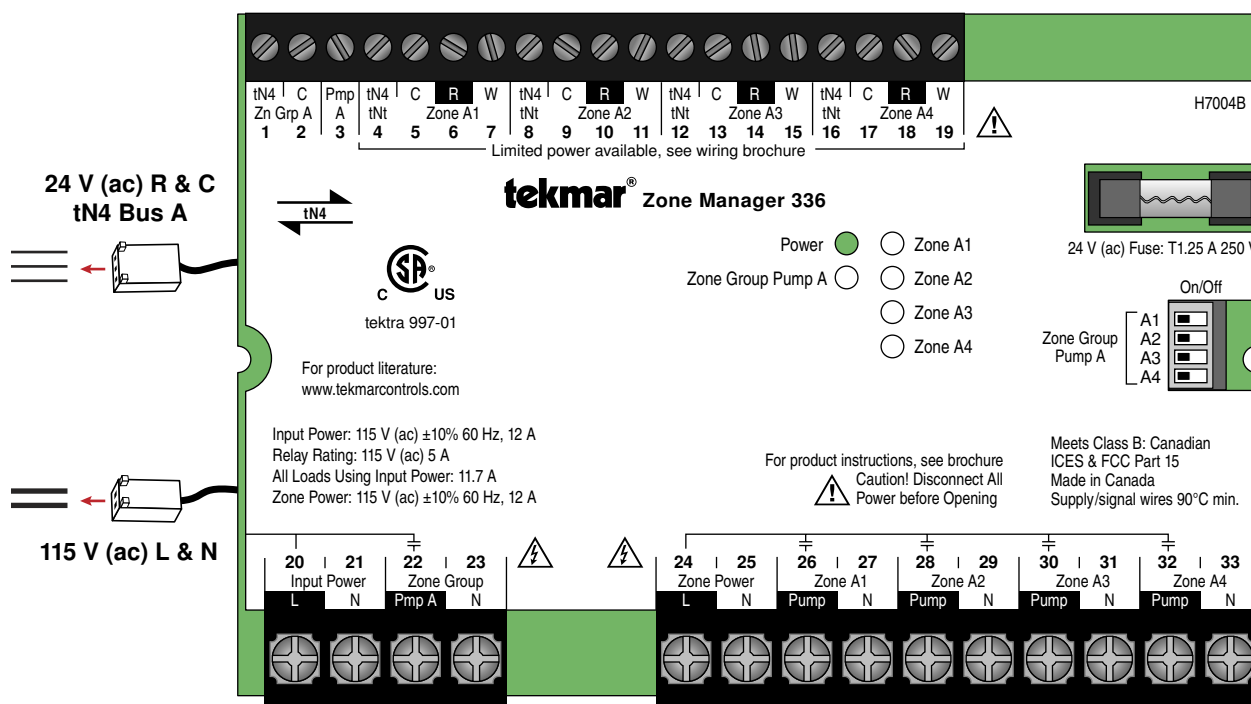 tN4 C Pmp tN4 C R W tN4 C R W tN4 C R W tN4 C R W
Zn Grp A A tNt Zone A1 tNt Zone A2 tNt Zone A3 tNt Zone A4
1 2 3 4 5 6 7 8 9 10 11 12 13 14 15 16 17 18 19
Limited power available, see wiring brochure
H7004B
24 V (ac) R & C
tN4 Bus A
tN4
tekmar® Zone Manager 336
Power Zone A1
Zone Group Pump A Zone A2
Zone A3
Zone A4
24 V (ac) Fuse: T1.25 A 250 V
On/Off
Zone Group
Pump A
A1
A2
A3
A4
SA®
C US
tektra 997-01
For product literature:
www.tekmarcontrols.com
Input Power: 115 V (ac) ±10% 60 Hz, 12 A
Relay Rating: 115 V (ac) 5 A
All Loads Using Input Power: 11.7 A
Zone Power: 115 V (ac) ±10% 60 Hz, 12 A
For product instructions, see brochure
Caution! Disconnect All
Power before Opening
Meets Class B: Canadian
ICES & FCC Part 15
Made in Canada
Supply/signal wires 90°C min.
115 V (ac) L & N
20 21 22 23
Input Power Zone Group
L N Pmp A N
24 25 26 27 28 29 30 31 32 33
Zone Power Zone A1 Zone A2 Zone A3 Zone A4
L N Pump N Pump N Pump N Pump N